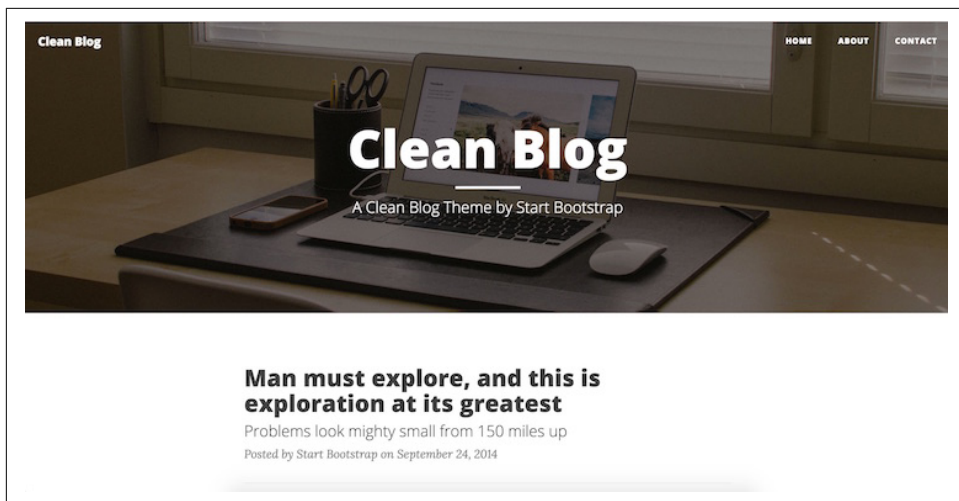 Clean Blog
HOME ABOUT CONTACT
Clean Blog
A Clean Blog Theme by Start Bootstrap
Man must explore, and this is
exploration at its greatest
Problems look mighty small from 150 miles up
Posted by Start Bootstrap on September 24, 2014